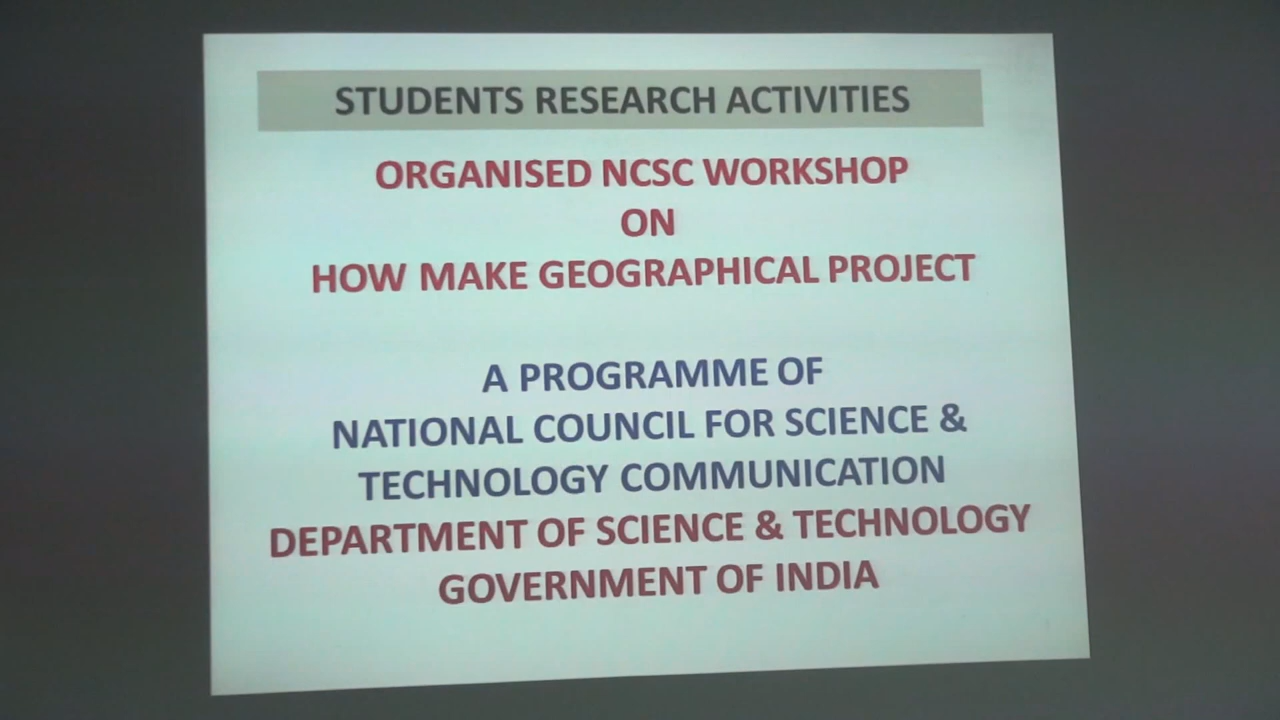 STUDENTS RESEARCH ACTIVITIES
ORGANISED NCSC WORKSHOP
ON
HOW MAKE GEOGRAPHICAL PROJECT
A PROGRAMME OF
NATIONAL COUNCIL FOR SCIENCE &
TECHNOLOGY COMMUNICATION
DEPARTMENT OF SCIENCE & TECHNOLOGY
GOVERNMENT OF INDIA